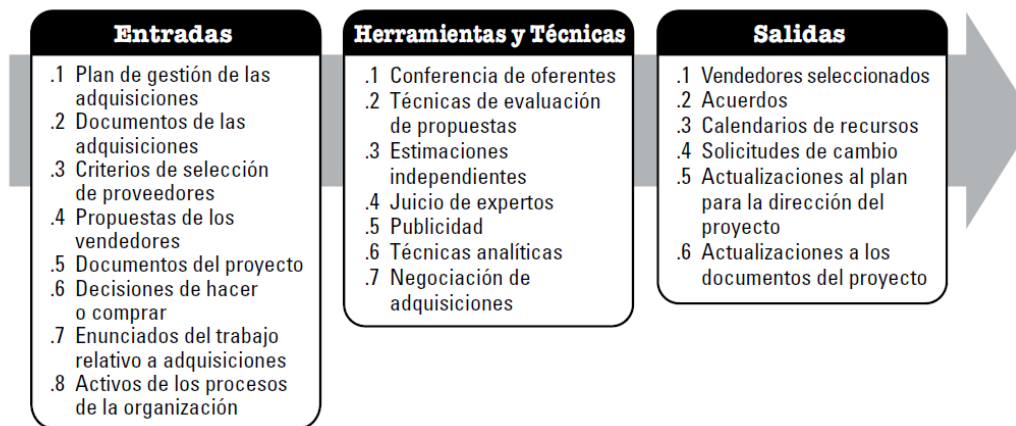 Entradas
.1 Plan de gestión de las
adquisiciones
.2 Documentos de las
adquisiciones
.3 Criterios de selección
de proveedores
.4 Propuestas de los
vendedores
.5 Documentos del proyecto
.6 Decisiones de hacer
o comprar
.7 Enunciados del trabajo
relativo a adquisiciones
.8 Activos de los procesos
de la organización
Herramientas y Técnicas
.1 Conferencia de oferentes
.2 Técnicas de evaluación
de propuestas
.3 Estimaciones
independientes
.4 Juicio de expertos
.5 Publicidad
.6 Técnicas analíticas
.7 Negociación de
adquisiciones
Salidas
.1 Vendedores seleccionados
.2 Acuerdos
.3 Calendarios de recursos
.4 Solicitudes de cambio
.5 Actualizaciones al plan
para la dirección del
proyecto
.6 Actualizaciones a los
documentos del proyecto